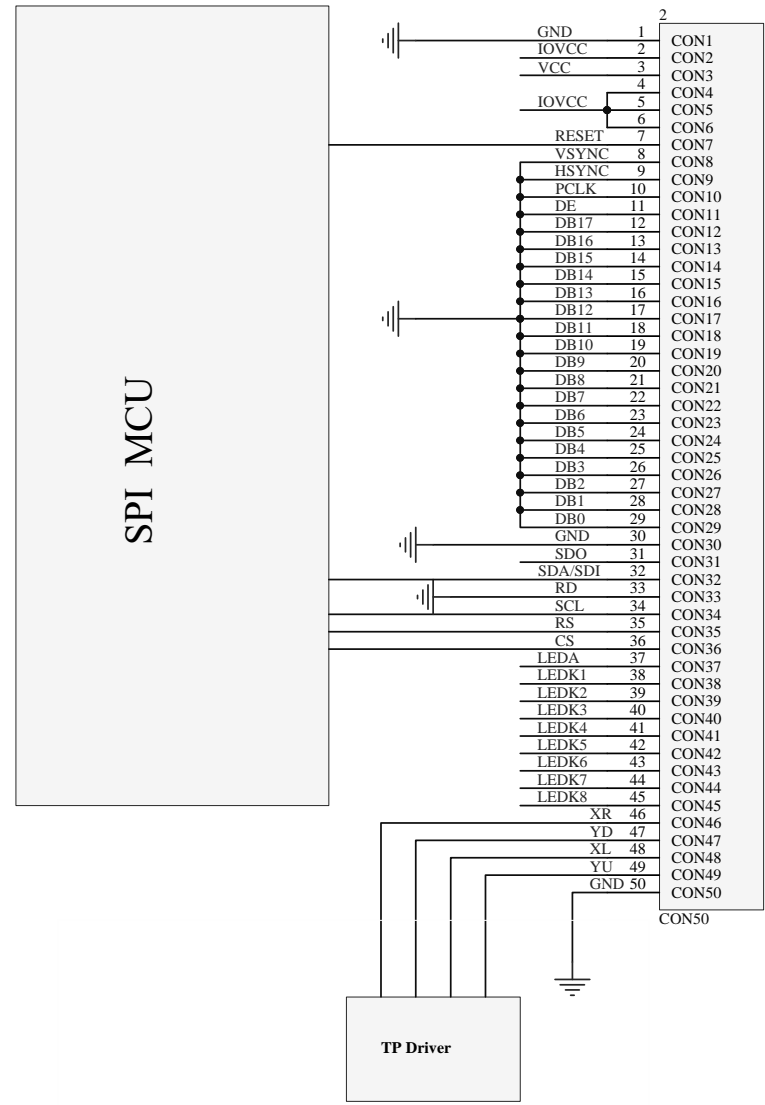 2
GND 1 CON1
IOVCC 2 CON2
VCC 3 CON3
4 CON4
IOVCC 5 CON5
6 CON6
RESET 7 CON7
VSYNC 8 CON8
HSYNC 9 CON9
PCLK 10 CON10
DE 11 CON11
DB17 12 CON12
DB16 13 CON13
DB15 14 CON14
DB14 15 CON15
DB13 16 CON16
DB12 17 CON17
DB11 18 CON18
DB10 19 CON19
DB9 20 CON20
DB8 21 CON21
DB7 22 CON22
DB6 23 CON23
DB5 24 CON24
DB4 25 CON25
DB3 26 CON26
DB2 27 CON27
DB1 28 CON28
DB0 29 CON29
GND 30 CON30
SDO 31 CON31
SDA/SDI 32 CON32
RD 33 CON33
SCL 34 CON34
RS 35 CON35
CS 36 CON36
LEDA 37 CON37
LEDK1 38 CON38
LEDK2 39 CON39
LEDK3 40 CON40
LEDK4 41 CON41
LEDK5 42 CON42
LEDK6 43 CON43
LEDK7 44 CON44
LEDK8 45 CON45
XR 46 CON46
YD 47 CON47
XL 48 CON48
YU 49 CON49
GND 50 CON50
CON50
SPI MCU
TP Driver